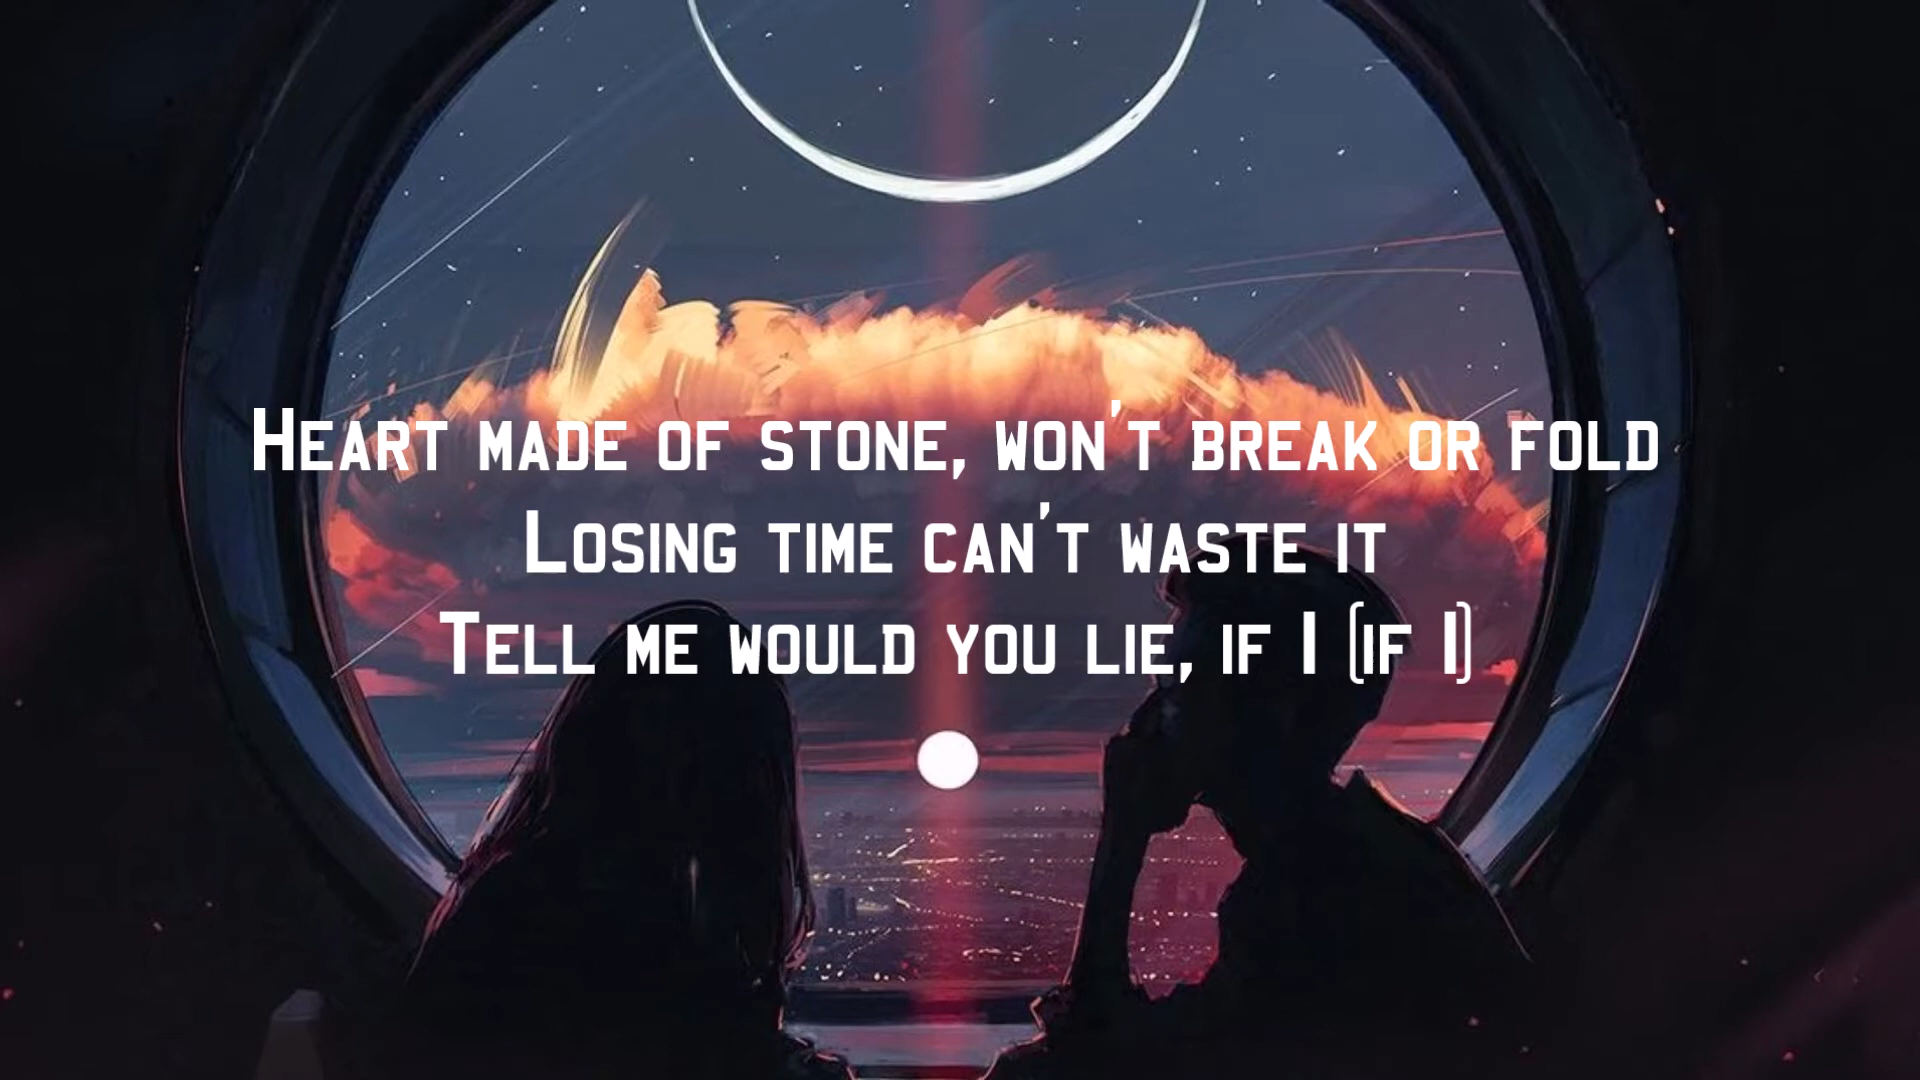 Heart made of stone, won't break or fold
Losing time can't waste it
Tell me would you lie, if I (if I)